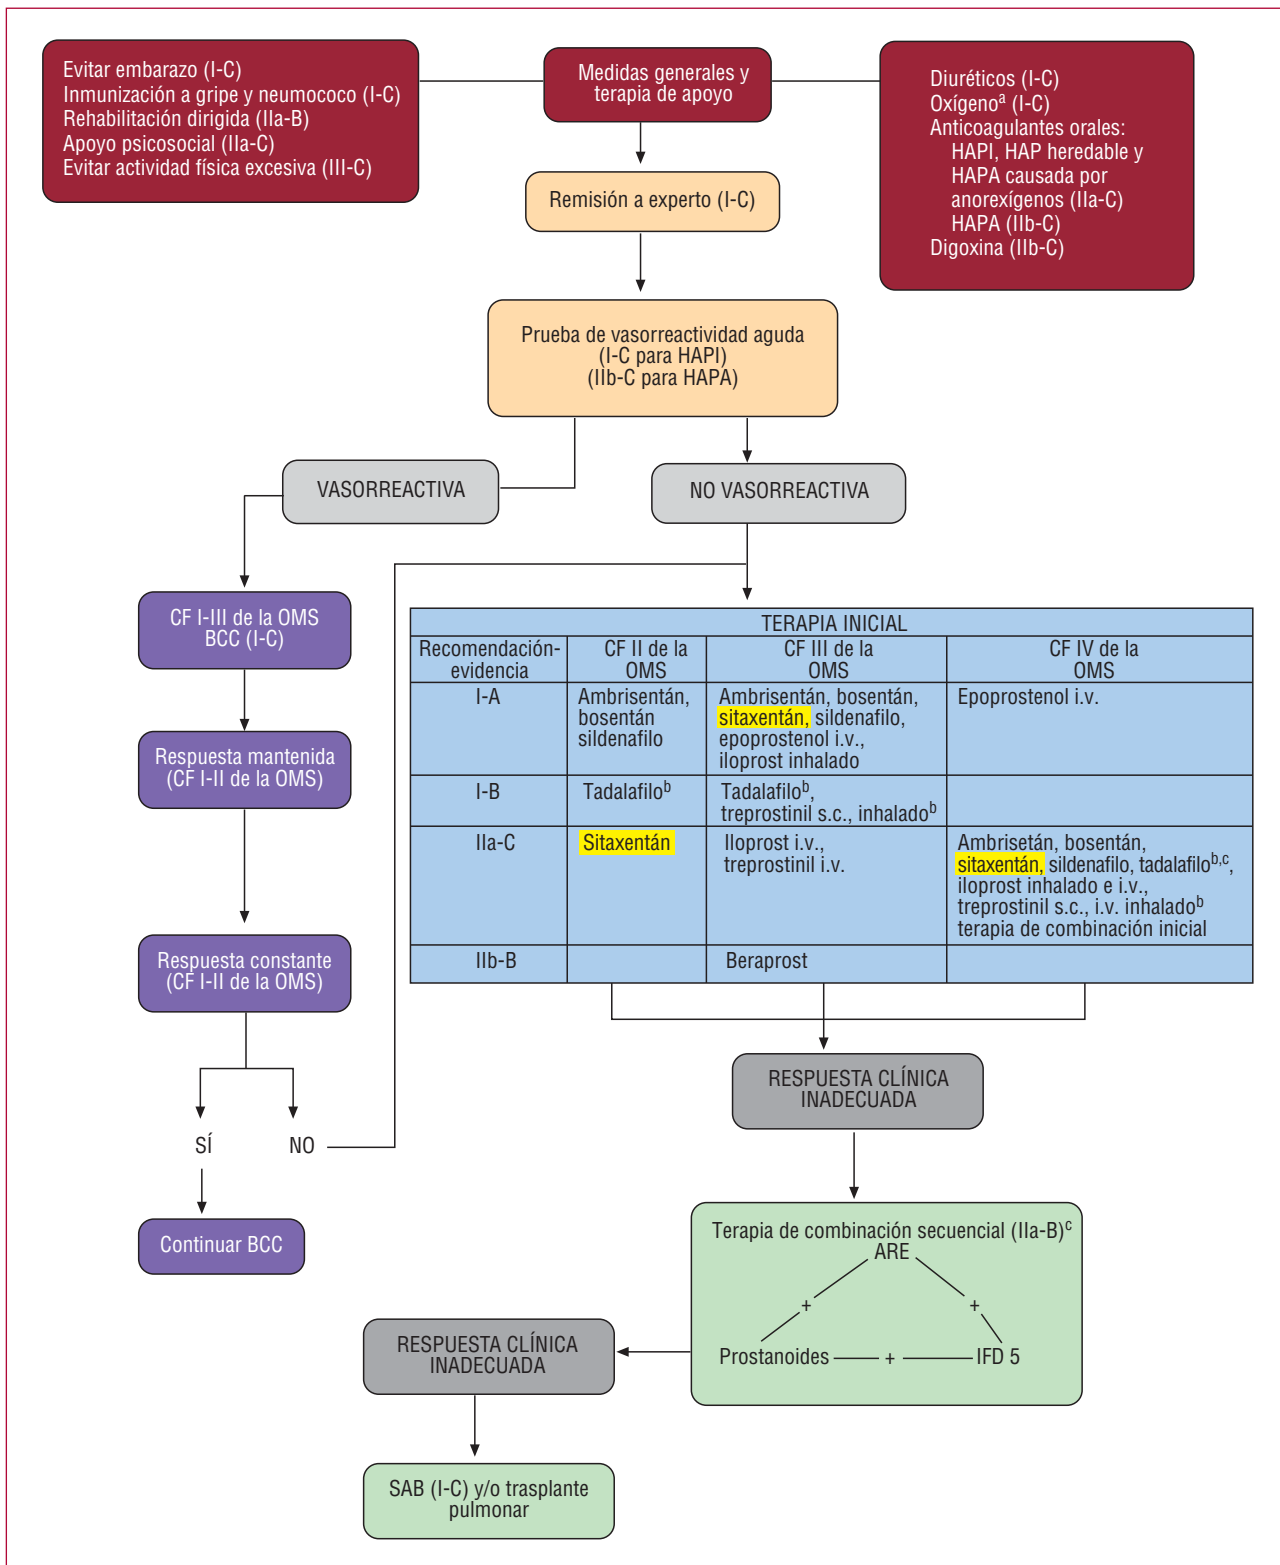 Evitar embarazo (I-C)
Inmunización a gripe y neumococo (I-C)
Rehabilitación dirigida (IIa-B)
Apoyo psicosocial (IIa-C)
Evitar actividad física excesiva (III-C)
Medidas generales y
terapia de apoyo
Diuréticos (I-C)
Oxígenoᵃ (I-C)
Anticoagulantes orales:
HAPI, HAP heredable y
HAPA causada por
anorexígenos (IIa-C)
HAPA (IIb-C)
Digoxina (IIb-C)
Remisión a experto (I-C)
Prueba de vasorreactividad aguda
(I-C para HAPI)
(IIb-C para HAPA)
VASORREACTIVA
NO VASORREACTIVA
CF I-III de la OMS
BCC (I-C)
Respuesta mantenida
(CF I-II de la OMS)
Respuesta constante
(CF I-II de la OMS)
SÍ
NO
Continuar BCC
TERAPIA INICIAL
Recomendación-
evidencia
CF II de la
OMS
CF III de la
OMS
CF IV de la
OMS
I-A
Ambrisentán,
bosentán
sildenafilo
Ambrisentán, bosentán,
sitaxentán, sildenafilo,
epoprostenol i.v.,
iloprost inhalado
Epoprostenol i.v.
I-B
Tadalafiloᵇ
Tadalafiloᵇ,
treprostinil s.c., inhaladoᵇ
IIa-C
Sitaxentán
Iloprost i.v.,
treprostinil i.v.
Ambrisetán, bosentán,
sitaxentán, sildenafilo, tadalafiloᵇ,ᶜ,
iloprost inhalado e i.v.,
treprostinil s.c., i.v. inhaladoᵇ
terapia de combinación inicial
IIb-B
Beraprost
RESPUESTA CLÍNICA
INADECUADA
Terapia de combinación secuencial (IIa-B)ᶜ
ARE
+ +
Prostanoides + IFD 5
RESPUESTA CLÍNICA
INADECUADA
SAB (I-C) y/o trasplante
pulmonar